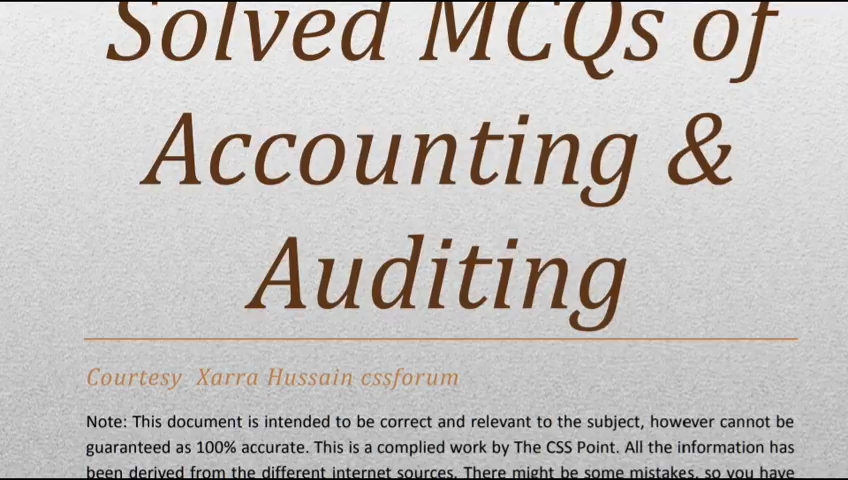 Solved MCQs of
Accounting &
Auditing
Courtesy Xarra Hussain cssforum
Note: This document is intended to be correct and relevant to the subject, however cannot be
guaranteed as 100% accurate. This is a complied work by The CSS Point. All the information has
been derived from the different internet sources. There might be some mistakes, so you have